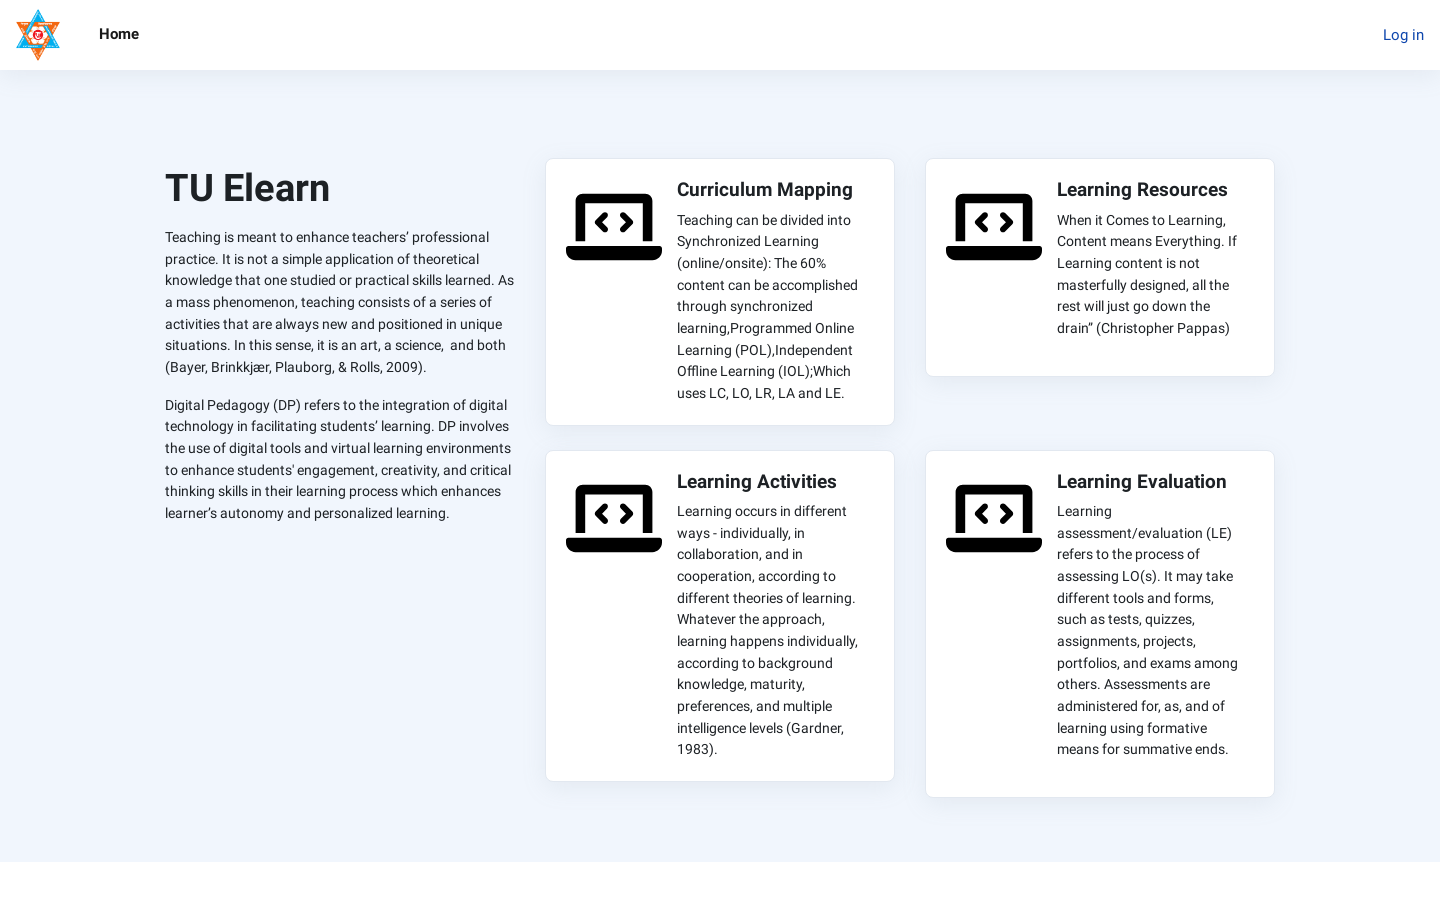 Home
Log in
TU Elearn
Teaching is meant to enhance teachers’ professional
practice. It is not a simple application of theoretical
knowledge that one studied or practical skills learned. As
a mass phenomenon, teaching consists of a series of
activities that are always new and positioned in unique
situations. In this sense, it is an art, a science,  and both
(Bayer, Brinkkjær, Plauborg, & Rolls, 2009).
Digital Pedagogy (DP) refers to the integration of digital
technology in facilitating students’ learning. DP involves
the use of digital tools and virtual learning environments
to enhance students' engagement, creativity, and critical
thinking skills in their learning process which enhances
learner’s autonomy and personalized learning.
Curriculum Mapping
Teaching can be divided into
Synchronized Learning
(online/onsite): The 60%
content can be accomplished
through synchronized
learning,Programmed Online
Learning (POL),Independent
Offline Learning (IOL);Which
uses LC, LO, LR, LA and LE.
Learning Resources
When it Comes to Learning,
Content means Everything. If
Learning content is not
masterfully designed, all the
rest will just go down the
drain” (Christopher Pappas)
Learning Activities
Learning occurs in different
ways - individually, in
collaboration, and in
cooperation, according to
different theories of learning.
Whatever the approach,
learning happens individually,
according to background
knowledge, maturity,
preferences, and multiple
intelligence levels (Gardner,
1983).
Learning Evaluation
Learning
assessment/evaluation (LE)
refers to the process of
assessing LO(s). It may take
different tools and forms,
such as tests, quizzes,
assignments, projects,
portfolios, and exams among
others. Assessments are
administered for, as, and of
learning using formative
means for summative ends.